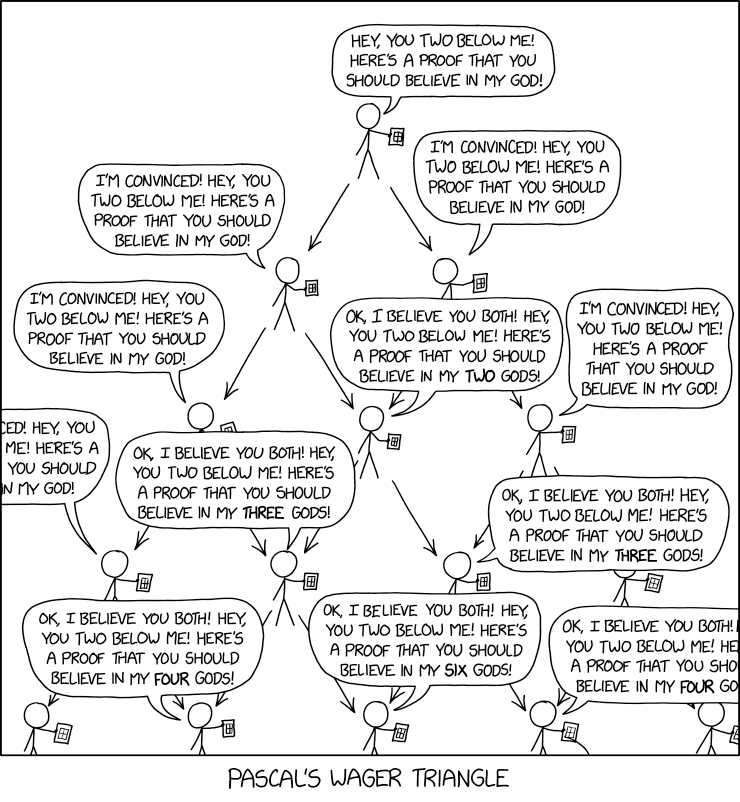 HEY, YOU TWO BELOW ME!
HERE'S A PROOF THAT YOU
SHOULD BELIEVE IN MY GOD!
I'M CONVINCED! HEY, YOU
TWO BELOW ME! HERE'S A
PROOF THAT YOU SHOULD
BELIEVE IN MY GOD!
I'M CONVINCED! HEY, YOU
TWO BELOW ME! HERE'S A
PROOF THAT YOU SHOULD
BELIEVE IN MY GOD!
I'M CONVINCED! HEY, YOU
TWO BELOW ME! HERE'S A
PROOF THAT YOU SHOULD
BELIEVE IN MY GOD!
OK, I BELIEVE YOU BOTH! HEY,
YOU TWO BELOW ME! HERE'S
A PROOF THAT YOU SHOULD
BELIEVE IN MY TWO GODS!
I'M CONVINCED! HEY,
YOU TWO BELOW ME!
HERE'S A PROOF
THAT YOU SHOULD
BELIEVE IN MY GOD!
CED! HEY, YOU
ME! HERE'S A
YOU SHOULD
IN MY GOD!
OK, I BELIEVE YOU BOTH! HEY,
YOU TWO BELOW ME! HERE'S
A PROOF THAT YOU SHOULD
BELIEVE IN MY THREE GODS!
OK, I BELIEVE YOU BOTH! HEY,
YOU TWO BELOW ME! HERE'S
A PROOF THAT YOU SHOULD
BELIEVE IN MY THREE GODS!
OK, I BELIEVE YOU BOTH! HEY,
YOU TWO BELOW ME! HERE'S
A PROOF THAT YOU SHOULD
BELIEVE IN MY FOUR GODS!
OK, I BELIEVE YOU BOTH! HEY,
YOU TWO BELOW ME! HERE'S
A PROOF THAT YOU SHOULD
BELIEVE IN MY SIX GODS!
OK, I BELIEVE YOU BOTH!
YOU TWO BELOW ME! HE
A PROOF THAT YOU SHO
BELIEVE IN MY FOUR GO
PASCAL'S WAGER TRIANGLE